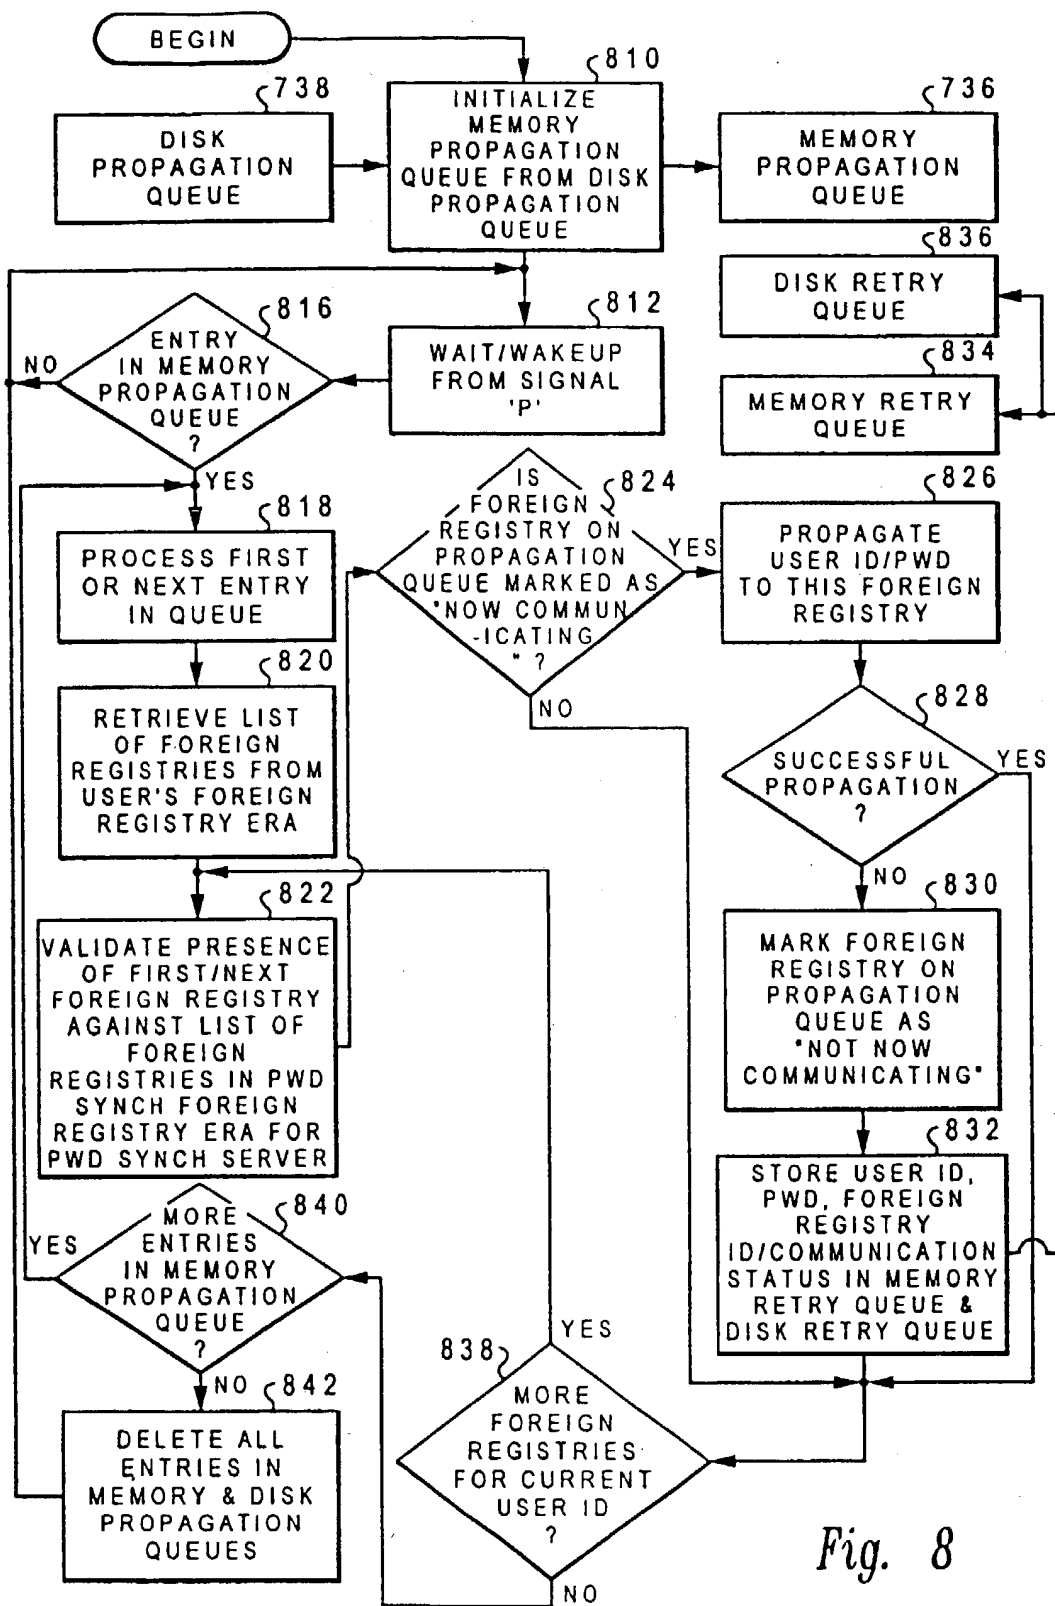 BEGIN
810
INITIALIZE
MEMORY
PROPAGATION
QUEUE FROM DISK
PROPAGATION
QUEUE
738
DISK
PROPAGATION
QUEUE
736
MEMORY
PROPAGATION
QUEUE
836
DISK RETRY
QUEUE
834
MEMORY RETRY
QUEUE
812
WAIT/WAKEUP
FROM SIGNAL
'P'
816
ENTRY
IN MEMORY
PROPAGATION
QUEUE
?
NO
YES
818
PROCESS FIRST
OR NEXT ENTRY
IN QUEUE
820
RETRIEVE LIST
OF FOREIGN
REGISTRIES FROM
USER'S FOREIGN
REGISTRY ERA
822
VALIDATE PRESENCE
OF FIRST/NEXT
FOREIGN REGISTRY
AGAINST LIST OF
FOREIGN
REGISTRIES IN PWD
SYNCH FOREIGN
REGISTRY ERA FOR
PWD SYNCH SERVER
824
IS
FOREIGN
REGISTRY ON
PROPAGATION
QUEUE MARKED AS
"NOW COMMUN
-ICATING
" ?
YES
NO
826
PROPAGATE
USER ID/PWD
TO THIS FOREIGN
REGISTRY
828
SUCCESSFUL
PROPAGATION
?
YES
NO
830
MARK FOREIGN
REGISTRY ON
PROPAGATION
QUEUE AS
"NOT NOW
COMMUNICATING"
832
STORE USER ID,
PWD, FOREIGN
REGISTRY
ID/COMMUNICATION
STATUS IN MEMORY
RETRY QUEUE &
DISK RETRY QUEUE
838
MORE
FOREIGN
REGISTRIES
FOR CURRENT
USER ID
?
YES
NO
840
MORE
ENTRIES
IN MEMORY
PROPAGATION
QUEUE
?
YES
NO
842
DELETE ALL
ENTRIES IN
MEMORY & DISK
PROPAGATION
QUEUES
Fig. 8